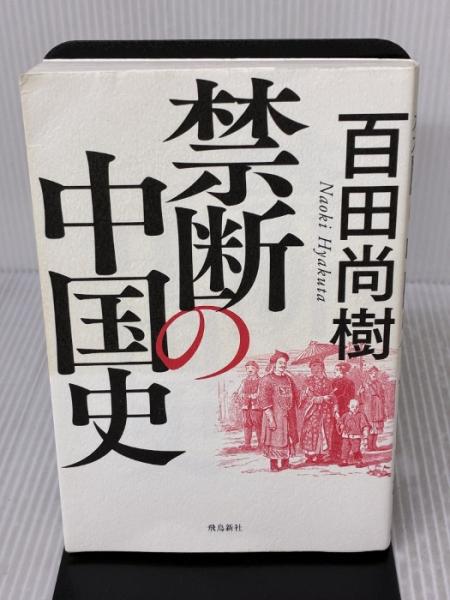 百田尚樹
Naoki Hyakuta
禁断の
中国史
飛鳥新社